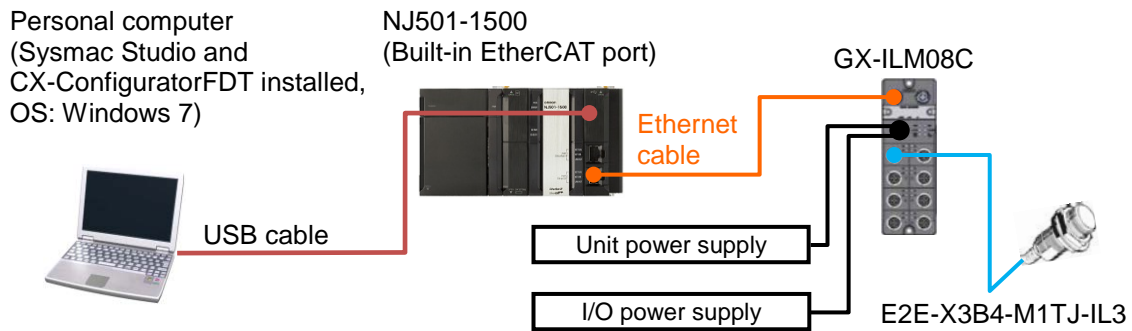 Personal computer
(Sysmac Studio and
CX-ConfiguratorFDT installed,
OS: Windows 7)
NJ501-1500
(Built-in EtherCAT port)
GX-ILM08C
Ethernet
cable
USB cable
Unit power supply
I/O power supply
E2E-X3B4-M1TJ-IL3